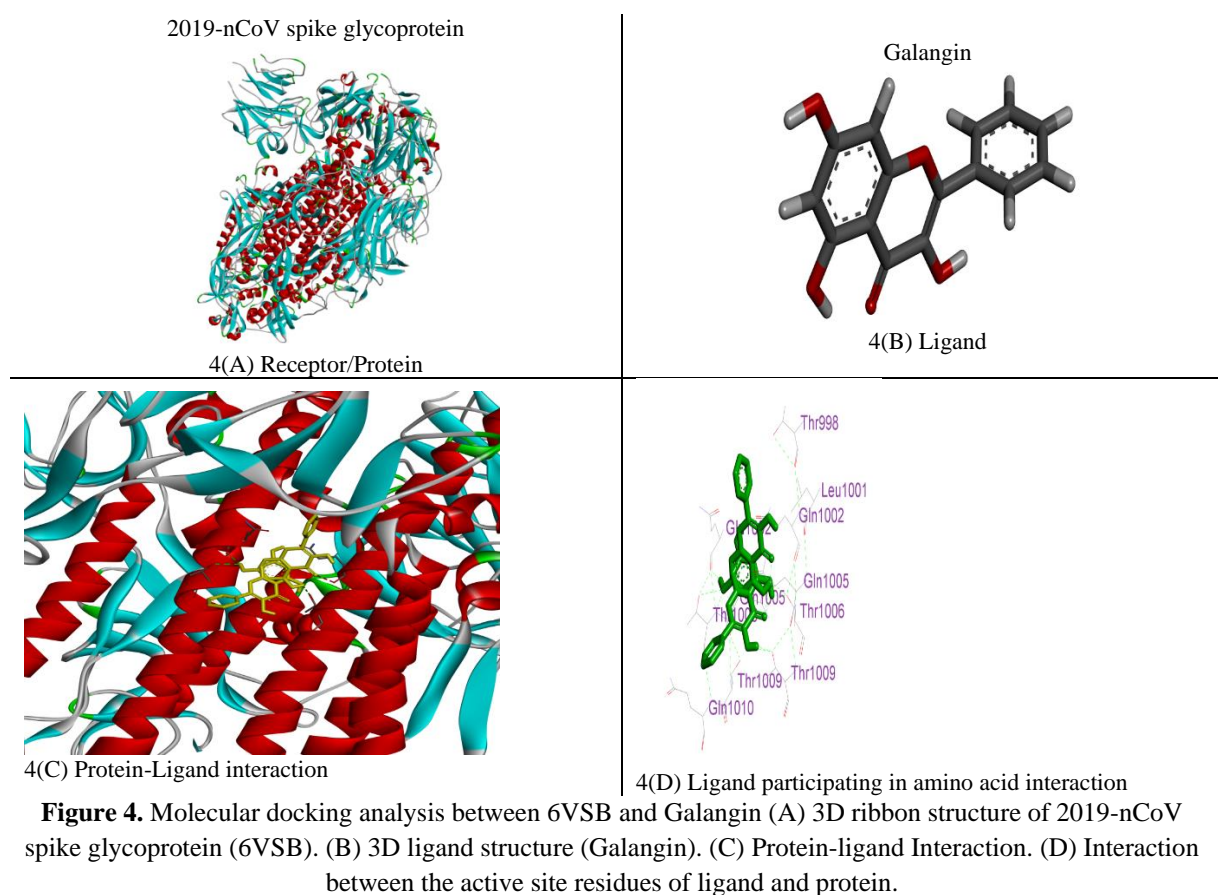 2019-nCoV spike glycoprotein
4(A) Receptor/Protein
Galangin
4(B) Ligand
4(C) Protein-Ligand interaction
Thr998
Leu1001
Gln1002
Gln1005
Thr1006
Thr1009
Thr1009
Gln1010
4(D) Ligand participating in amino acid interaction
Figure 4. Molecular docking analysis between 6VSB and Galangin (A) 3D ribbon structure of 2019-nCoV
spike glycoprotein (6VSB). (B) 3D ligand structure (Galangin). (C) Protein-ligand Interaction. (D) Interaction
between the active site residues of ligand and protein.